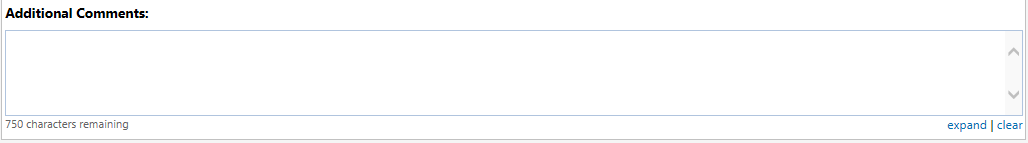 Additional Comments:
750 characters remaining
expand | clear